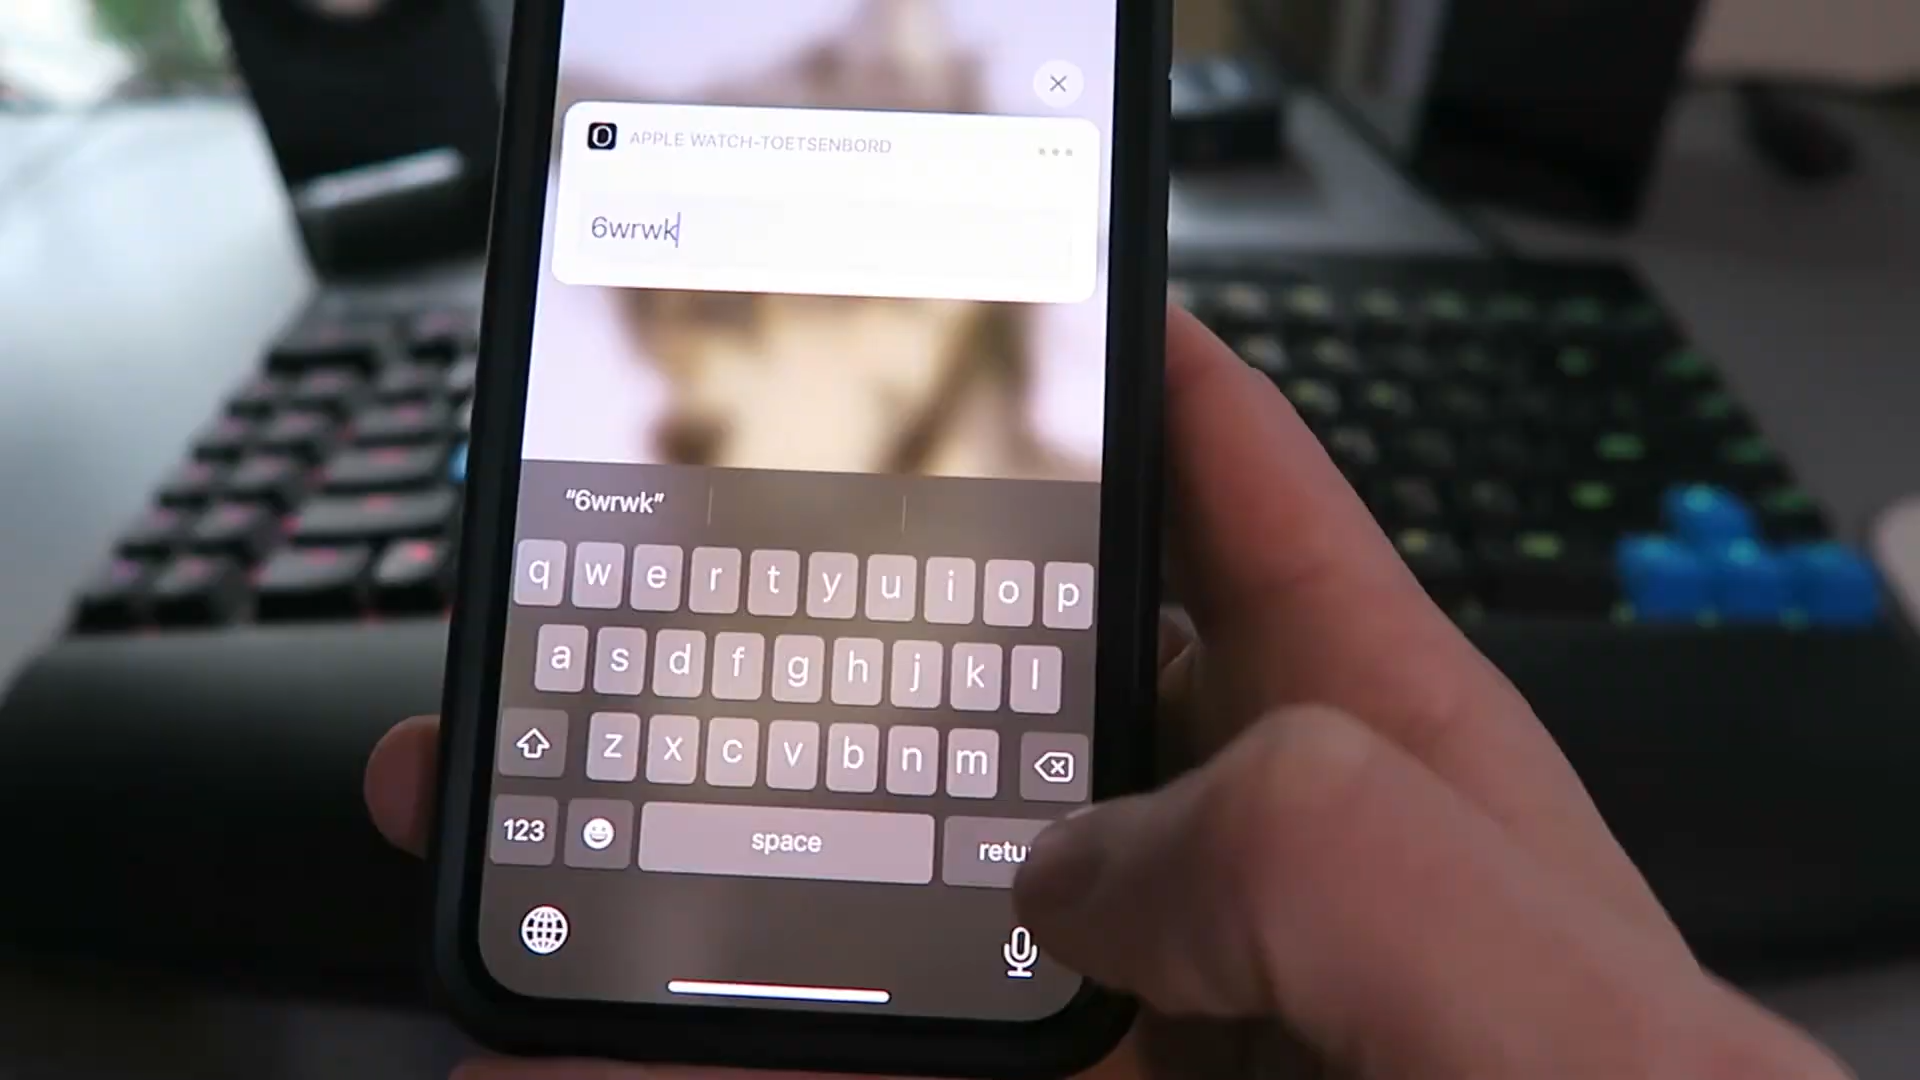 APPLE WATCH-TOETSENBORD
6wrwk
"6wrwk"
q w e r t y u i o p
a s d f g h j k l
z x c v b n m
123 space retu